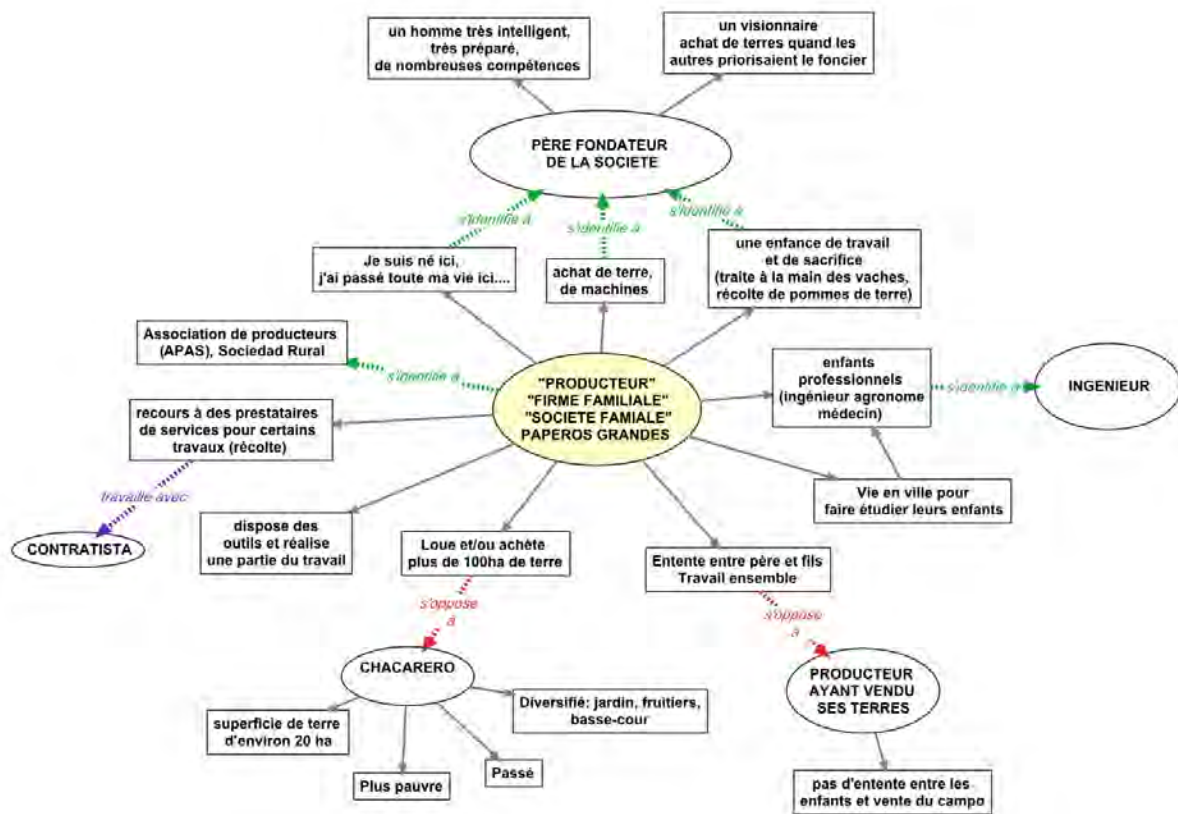 un homme très intelligent,
très préparé,
de nombreuses compétences
un visionnaire
achat de terres quand les
autres priorisaient le foncier
PÈRE FONDATEUR
DE LA SOCIETE
s'identifie à
s'identifie à
s'identifie à
Je suis né ici,
j'ai passé toute ma vie ici....
achat de terre,
de machines
une enfance de travail
et de sacrifice
(traite à la main des vaches,
récolte de pommes de terre)
Association de producteurs
(APAS), Sociedad Rural
s'identifie à
"PRODUCTEUR"
"FIRME FAMILIALE"
"SOCIETE FAMIALE"
PAPEROS GRANDES
enfants
professionnels
(ingénieur agronome
médecin)
s'identifie à
INGENIEUR
recours à des prestataires
de services pour certains
travaux (récolte)
travaille avec
CONTRATISTA
Vie en ville pour
faire étudier leurs enfants
dispose des
outils et réalise
une partie du travail
Loue et/ou achète
plus de 100ha de terre
Entente entre père et fils
Travail ensemble
s'oppose
à
s'oppose
à
CHACARERO
PRODUCTEUR
AYANT VENDU
SES TERRES
superficie de terre
d'environ 20 ha
Plus pauvre
Passé
Diversifié: jardin, fruitiers,
basse-cour
pas d'entente entre les
enfants et vente du campo